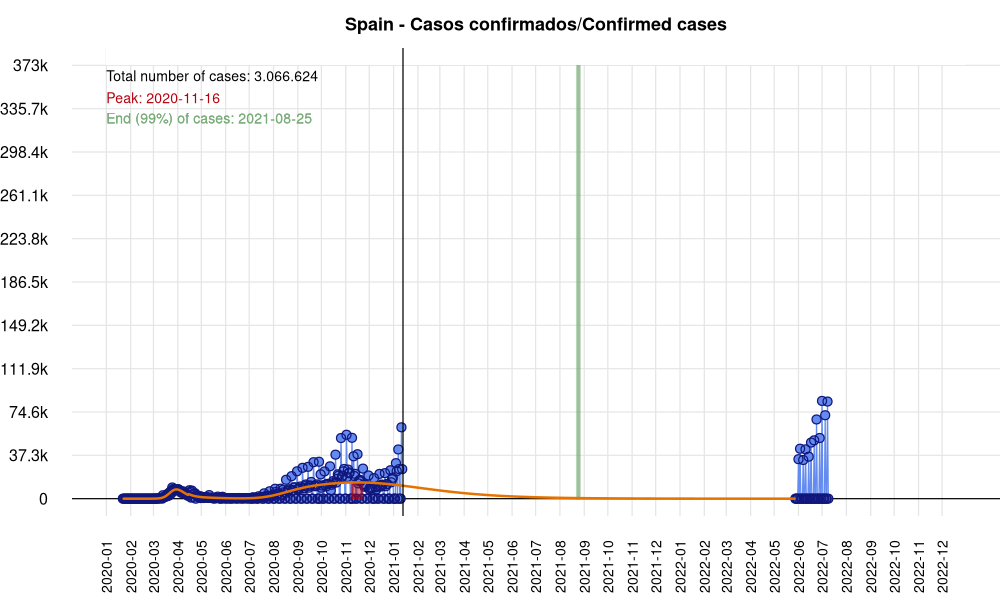 Spain - Casos confirmados/Confirmed cases
373k
335.7k
298.4k
261.1k
223.8k
186.5k
149.2k
111.9k
74.6k
37.3k
0
Total number of cases: 3.066.624
Peak: 2020-11-16
End (99%) of cases: 2021-08-25
2020-01
2020-02
2020-03
2020-04
2020-05
2020-06
2020-07
2020-08
2020-09
2020-10
2020-11
2020-12
2021-01
2021-02
2021-03
2021-04
2021-05
2021-06
2021-07
2021-08
2021-09
2021-10
2021-11
2021-12
2022-01
2022-02
2022-03
2022-04
2022-05
2022-06
2022-07
2022-08
2022-09
2022-10
2022-11
2022-12